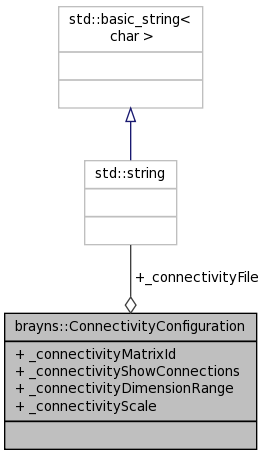 std::basic_string<
char >
std::string
+_connectivityFile
brayns::ConnectivityConfiguration
+ _connectivityMatrixId
+ _connectivityShowConnections
+ _connectivityDimensionRange
+ _connectivityScale